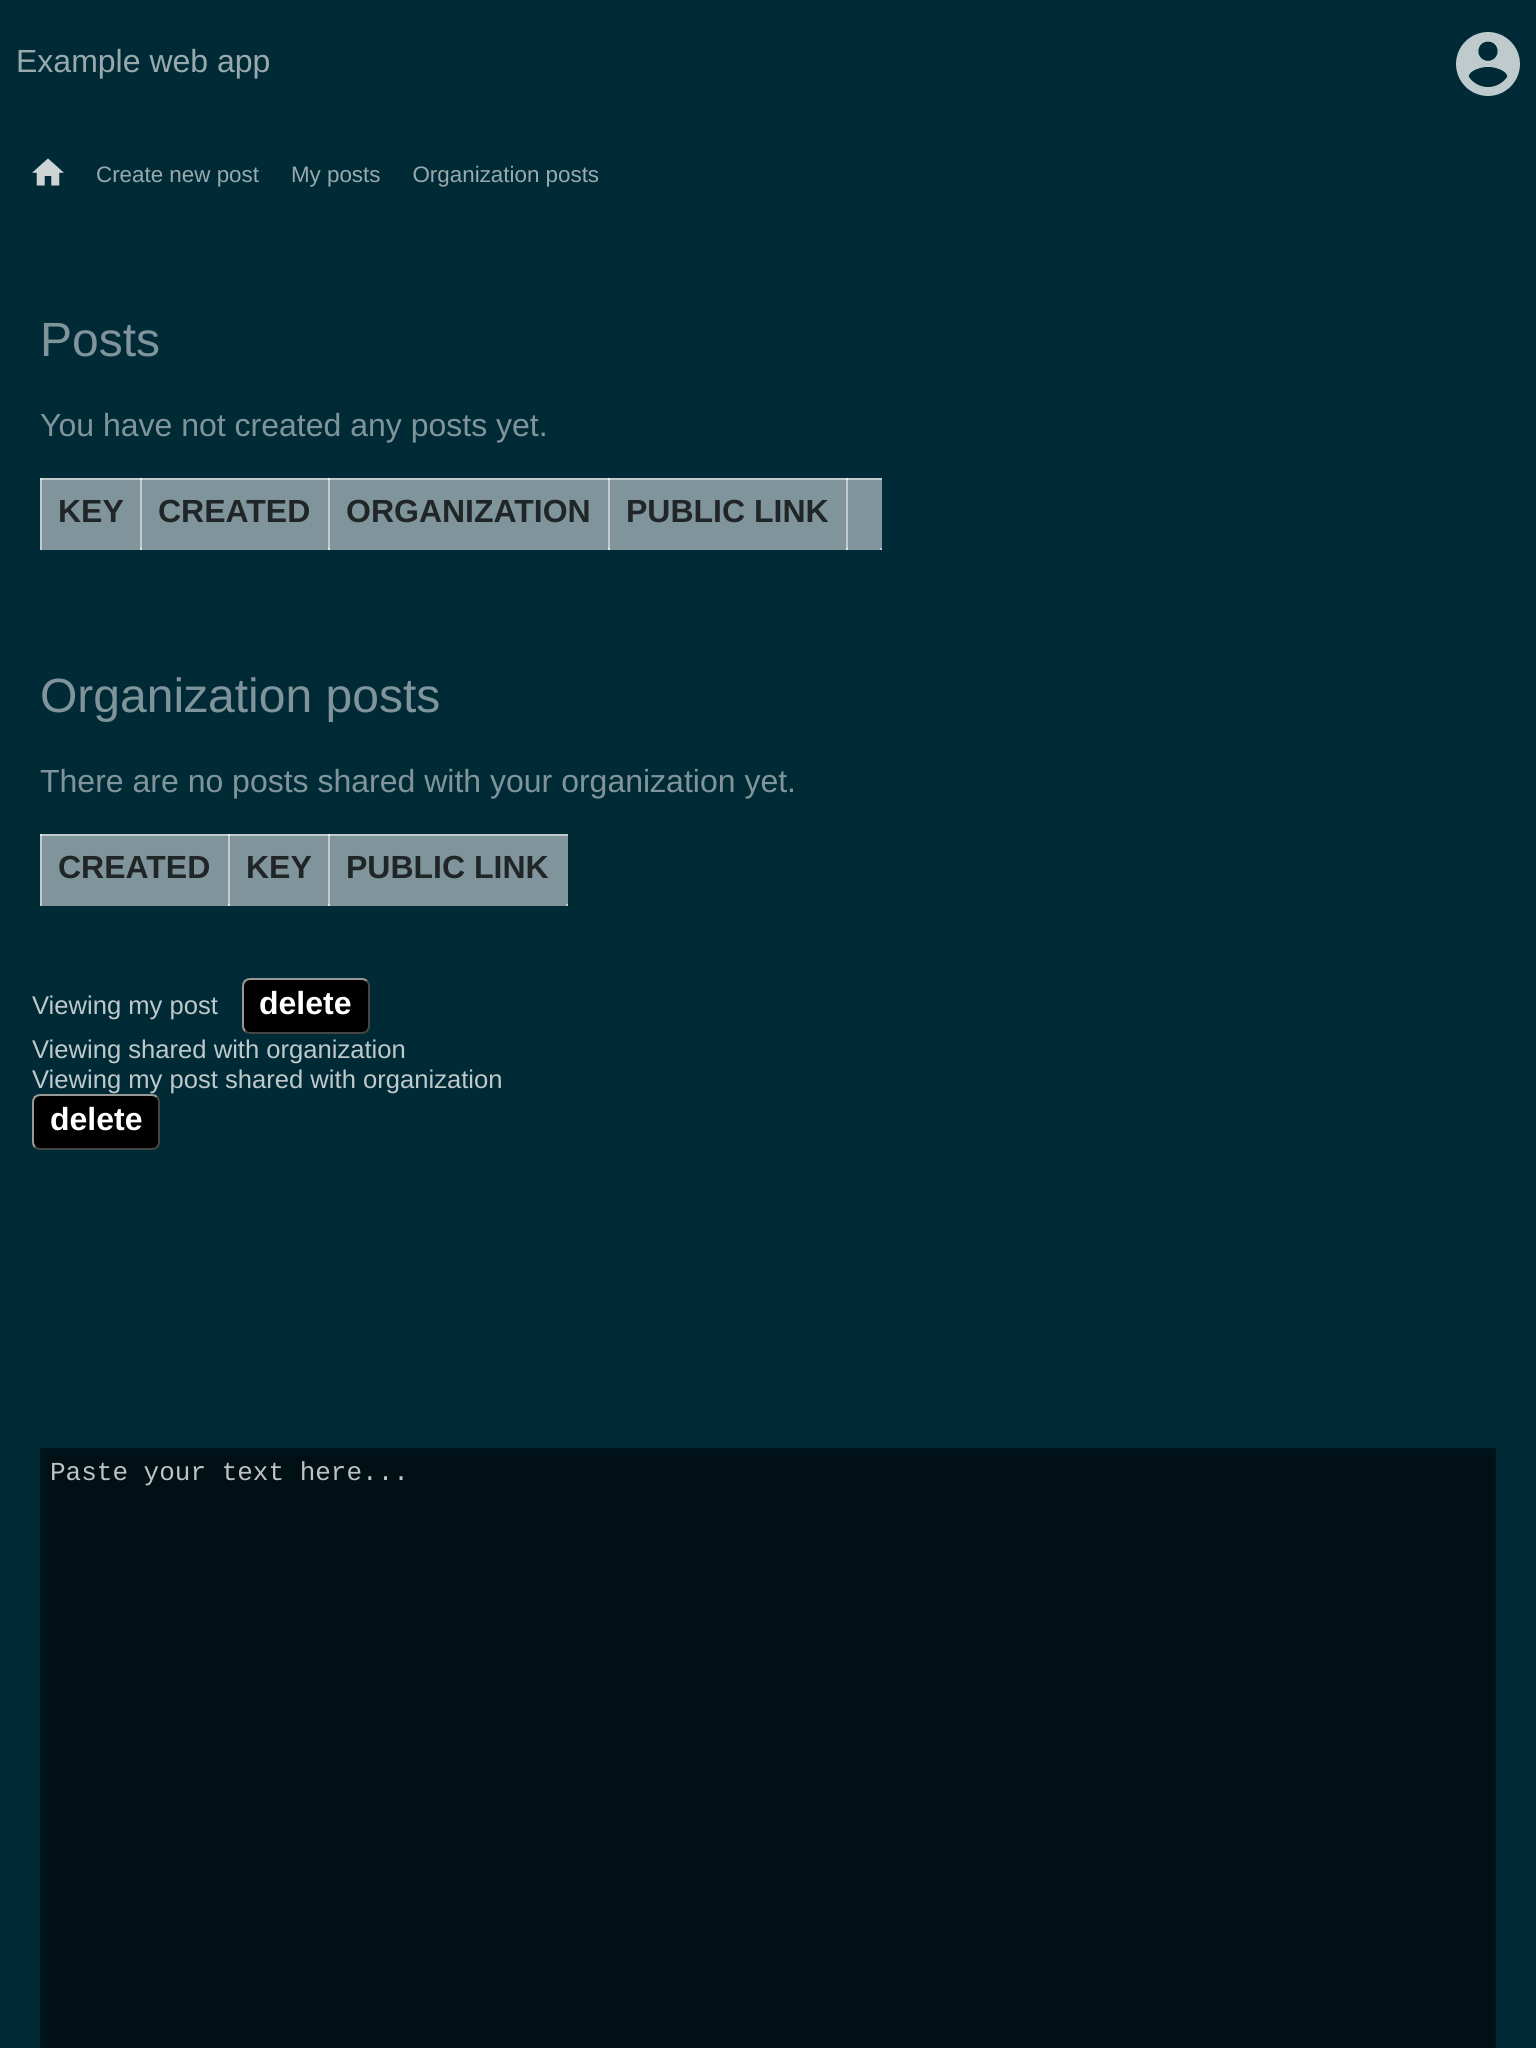 Example web app
Create new post My posts Organization posts
Posts
You have not created any posts yet.
KEY CREATED ORGANIZATION PUBLIC LINK
Organization posts
There are no posts shared with your organization yet.
CREATED KEY PUBLIC LINK
Viewing my post delete
Viewing shared with organization
Viewing my post shared with organization
delete
Paste your text here...